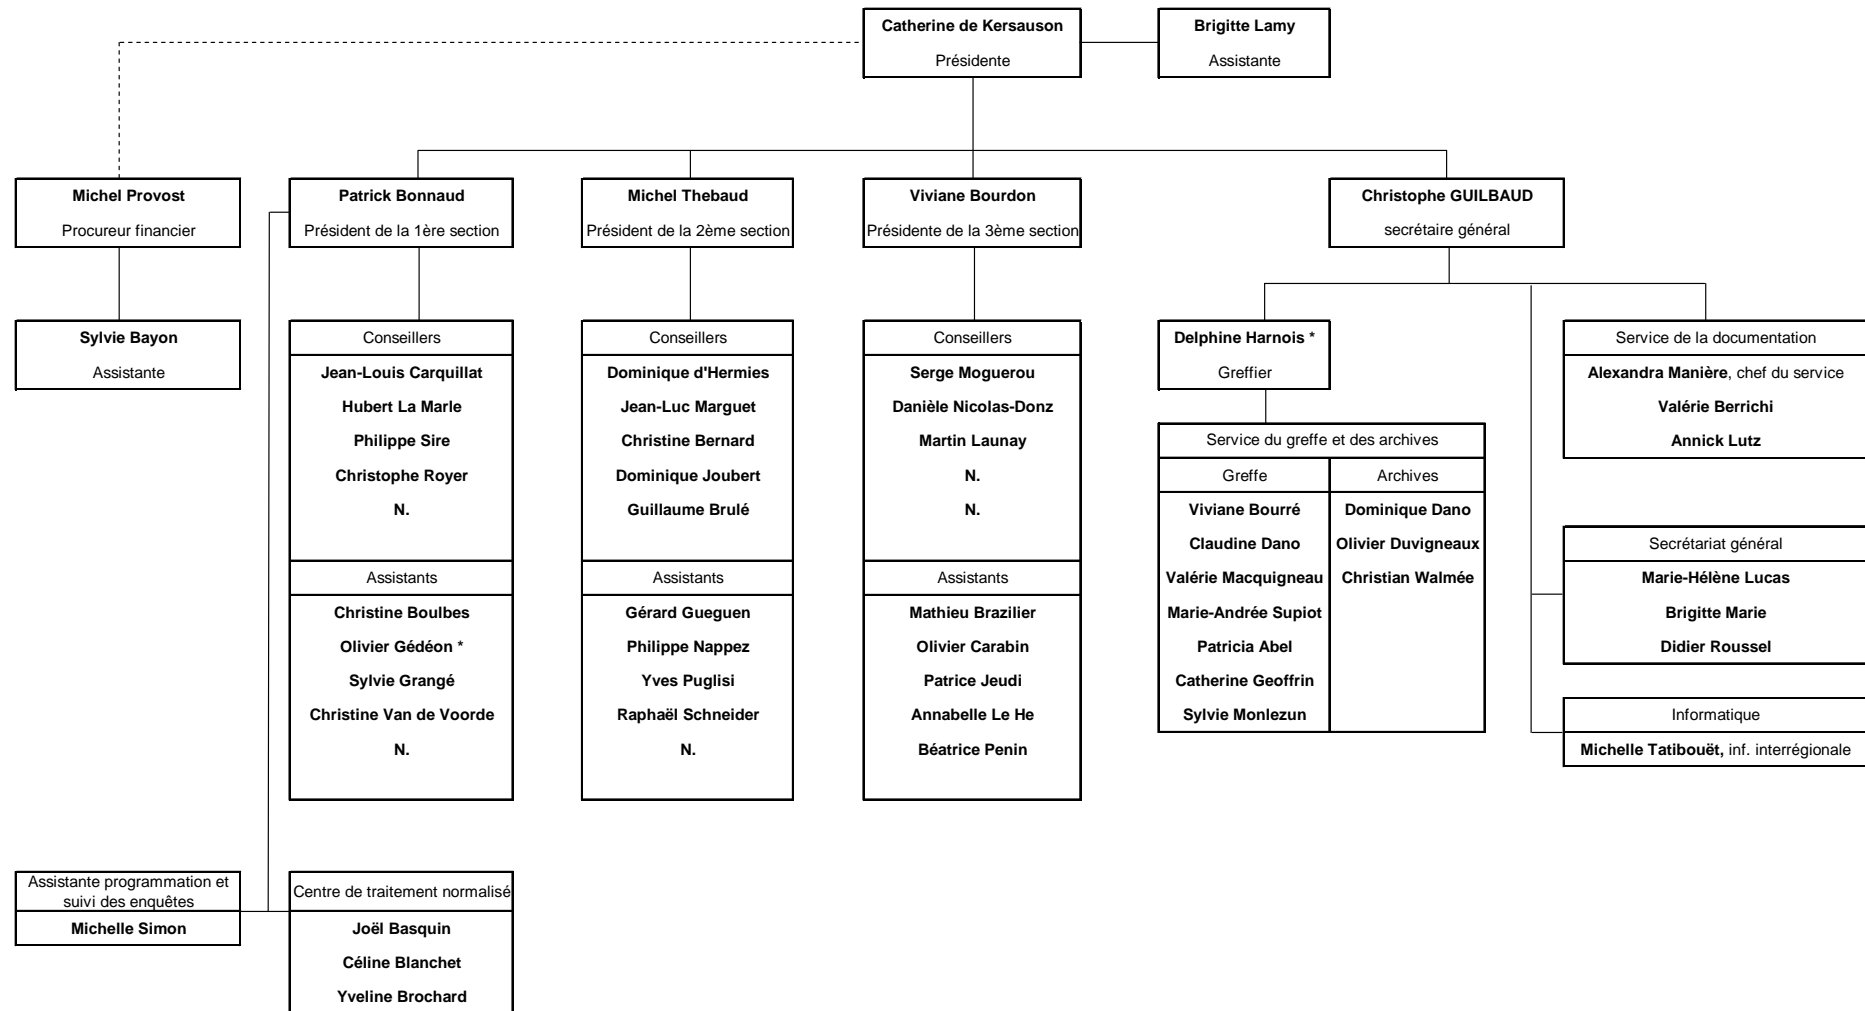 Catherine de Kersauson
Présidente
Brigitte Lamy
Assistante
Michel Provost
Procureur financier
Patrick Bonnaud
Président de la 1ère section
Michel Thebaud
Président de la 2ème section
Viviane Bourdon
Présidente de la 3ème section
Christophe GUILBAUD
secrétaire général
Sylvie Bayon
Assistante
Conseillers
Jean-Louis Carquillat
Hubert La Marle
Philippe Sire
Christophe Royer
N.
Assistants
Christine Boulbes
Olivier Gédéon *
Sylvie Grangé
Christine Van de Voorde
N.
Conseillers
Dominique d'Hermies
Jean-Luc Marguet
Christine Bernard
Dominique Joubert
Guillaume Brulé
Assistants
Gérard Gueguen
Philippe Nappez
Yves Puglisi
Raphaël Schneider
N.
Conseillers
Serge Moguerou
Danièle Nicolas-Donz
Martin Launay
N.
N.
Assistants
Mathieu Brazilier
Olivier Carabin
Patrice Jeudi
Annabelle Le He
Béatrice Penin
Delphine Harnois *
Greffier
Service du greffe et des archives
Greffe
Viviane Bourré
Claudine Dano
Valérie Macquigneau
Marie-Andrée Supiot
Patricia Abel
Catherine Geoffrin
Sylvie Monlezun
Archives
Dominique Dano
Olivier Duvigneaux
Christian Walmée
Service de la documentation
Alexandra Manière, chef du service
Valérie Berrichi
Annick Lutz
Secrétariat général
Marie-Hélène Lucas
Brigitte Marie
Didier Roussel
Informatique
Michelle Tatibouët, inf. interrégionale
Assistante programmation et
suivi des enquêtes
Michelle Simon
Centre de traitement normalisé
Joël Basquin
Céline Blanchet
Yveline Brochard